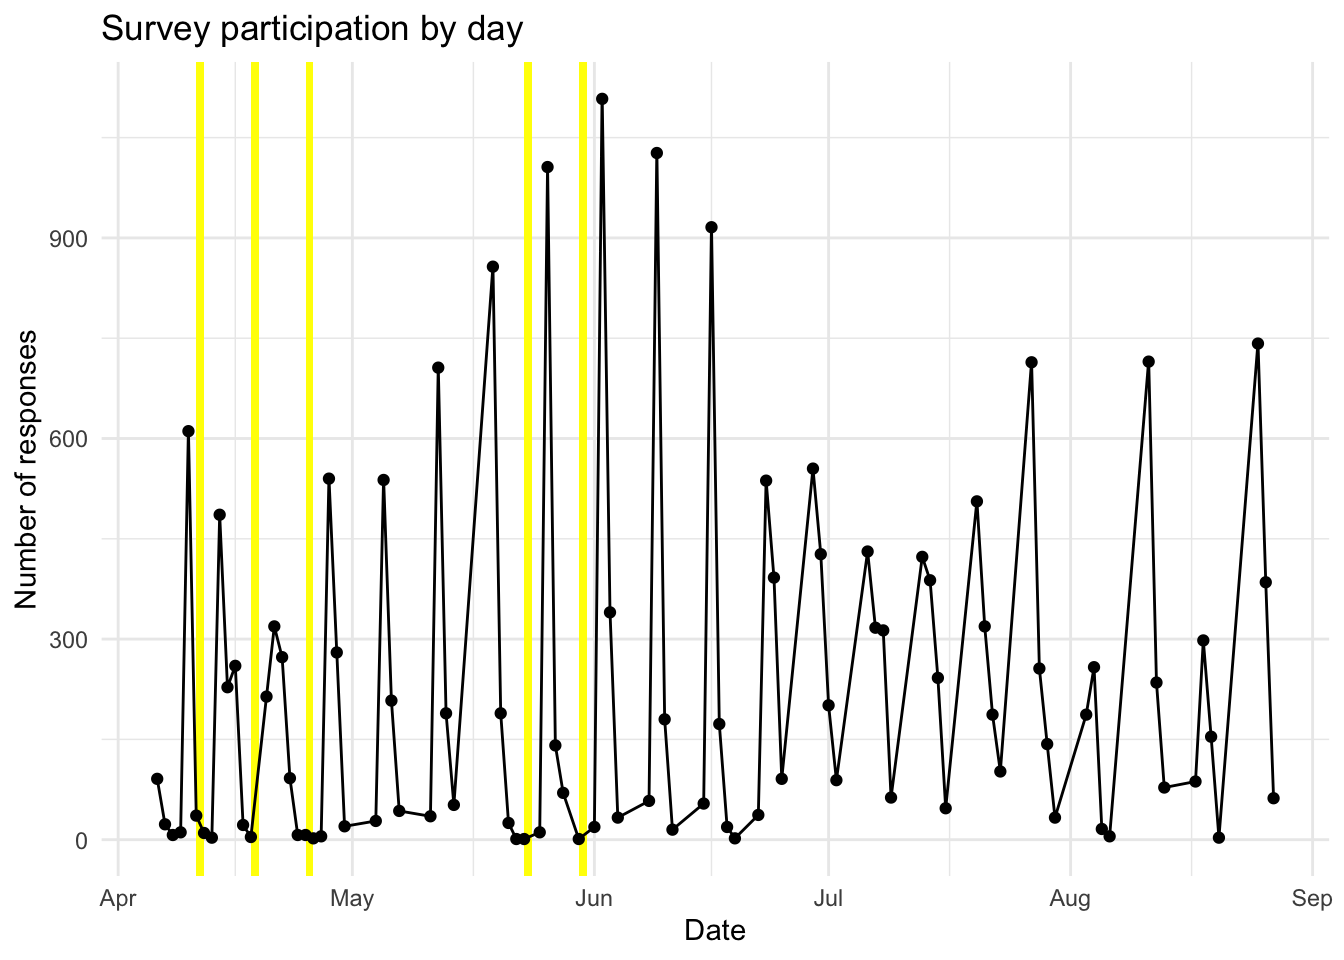 Survey participation by day
Number of responses
900
600
300
0
Apr May Jun Jul Aug Sep
Date